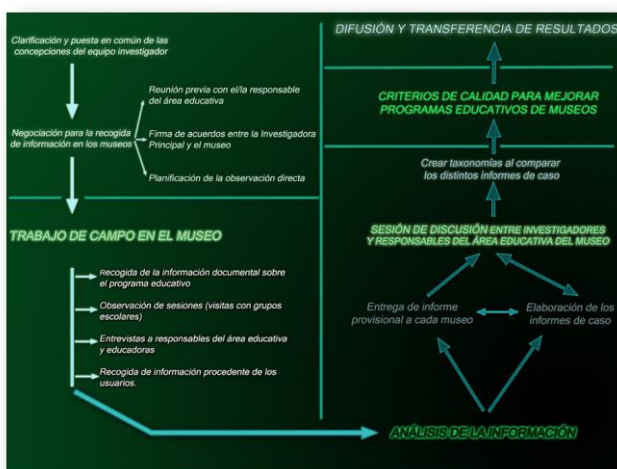 Clarificación y puesta en común de las
concepciones del equipo investigador
Negociación para la recogida
de información en los museos
Reunión previa con el/la responsable
del área educativa
Firma de acuerdos entre la Investigadora
Principal y el museo
Planificación de la observación directa
TRABAJO DE CAMPO EN EL MUSEO
Recogida de la información documental sobre
el programa educativo
Observación de sesiones (visitas con grupos
escolares)
Entrevistas a responsables del área educativa
y educadoras
Recogida de información procedente de los
usuarios.
DIFUSIÓN Y TRANSFERENCIA DE RESULTADOS
CRITERIOS DE CALIDAD PARA MEJORAR
PROGRAMAS EDUCATIVOS DE MUSEOS
Crear taxonomías al comparar
los distintos informes de caso
SESIÓN DE DISCUSIÓN ENTRE INVESTIGADORES
Y RESPONSABLES DEL ÁREA EDUCATIVA DEL MUSEO
Entrega de informe
provisional a cada museo
Elaboración de los
informes de caso
ANÁLISIS DE LA INFORMACIÓN